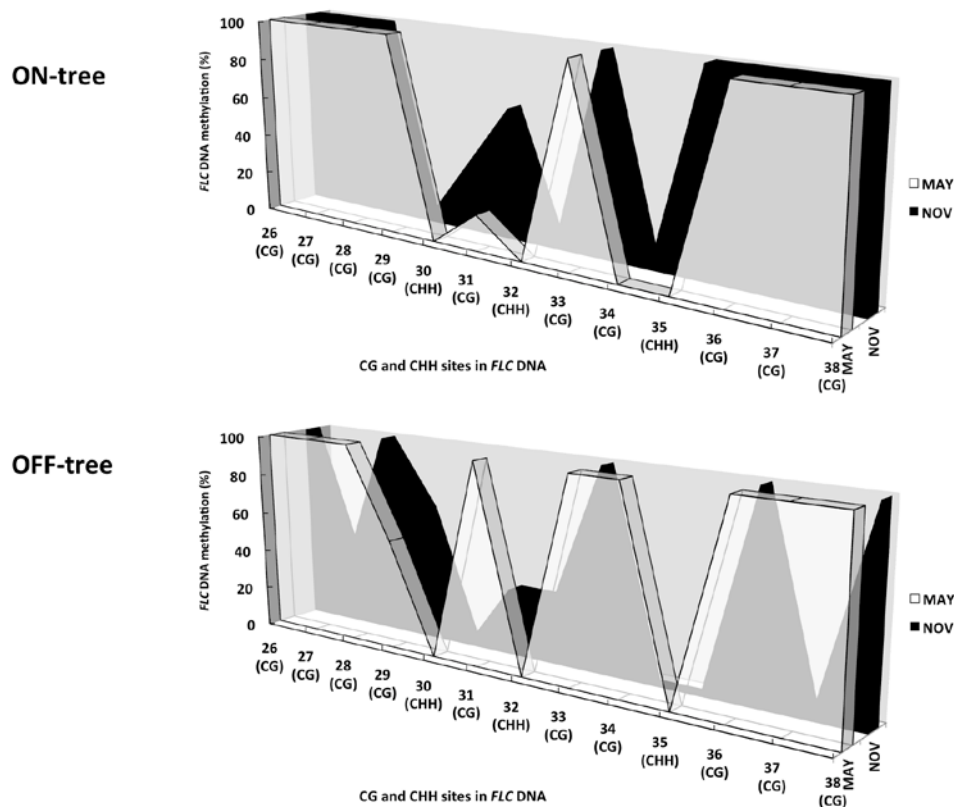 ON-tree
FLC DNA methylation (%)
100
80
60
40
20
0
26 (CG)
27 (CG)
28 (CG)
29 (CG)
30 (CHH)
31 (CG)
32 (CHH)
33 (CG)
34 (CG)
35 (CHH)
36 (CG)
37 (CG)
38 (CG)
MAY
NOV
MAY
NOV
CG and CHH sites in FLC DNA
OFF-tree
FLC DNA methylation (%)
100
80
60
40
20
0
26 (CG)
27 (CG)
28 (CG)
29 (CG)
30 (CHH)
31 (CG)
32 (CHH)
33 (CG)
34 (CG)
35 (CHH)
36 (CG)
37 (CG)
38 (CG)
MAY
NOV
MAY
NOV
CG and CHH sites in FLC DNA